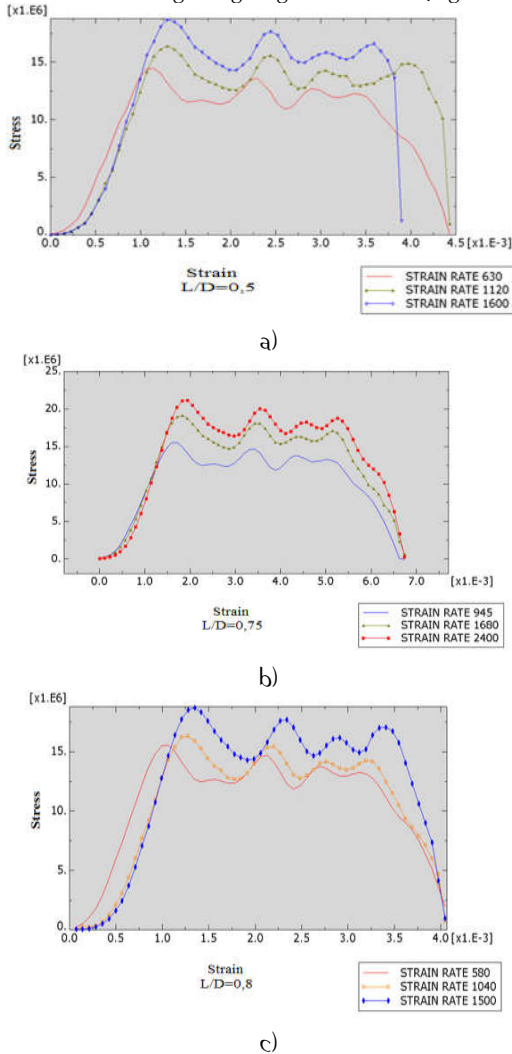 [x1.E6]
15.
10.
5.
0.
Stress
0.0 0.5 1.0 1.5 2.0 2.5 3.0 3.5 4.0 4.5 [x1.E-3]
Strain
L/D=0,5
STRAIN RATE 630
STRAIN RATE 1120
STRAIN RATE 1600
a)
[x1.E6]
25.
20.
15.
10.
5.
0.
Stress
0.0 1.0 2.0 3.0 4.0 5.0 6.0 7.0
[x1.E-3]
Strain
L/D=0,75
STRAIN RATE 945
STRAIN RATE 1680
STRAIN RATE 2400
b)
[x1.E6]
15.
10.
5.
0.
Stress
0.0 0.5 1.0 1.5 2.0 2.5 3.0 3.5 4.0 [x1.E-3]
Strain
L/D=0,8
STRAIN RATE 580
STRAIN RATE 1040
STRAIN RATE 1500
c)